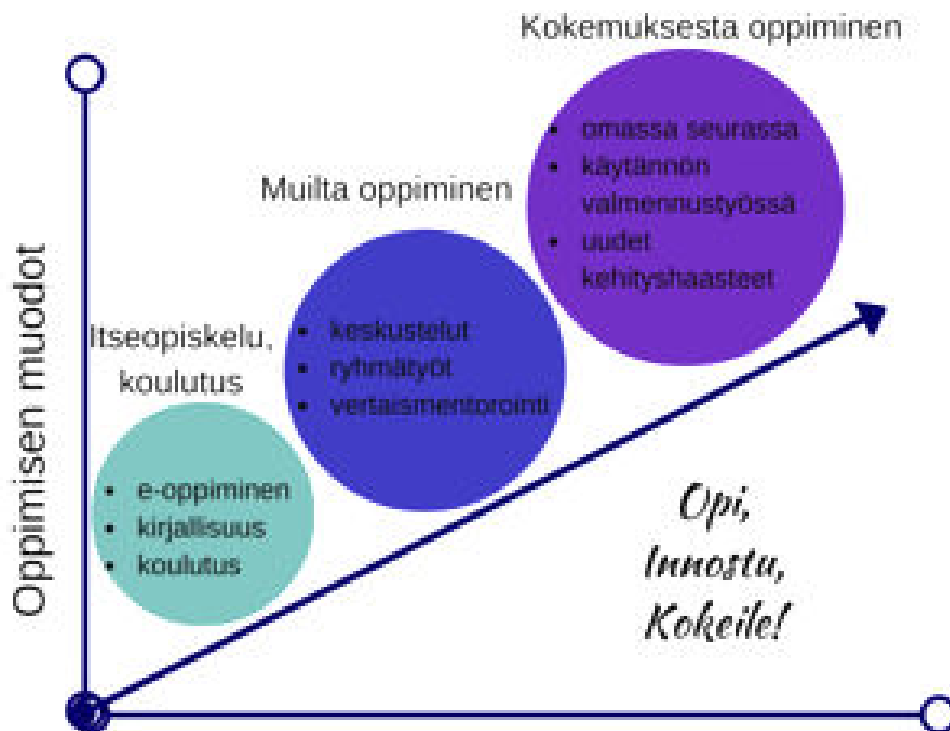 Kokemuksesta oppiminen
• omassa seurassa
• käytännön
valmennustyössä
• uudet
kehityshaasteet
Muilta oppiminen
• keskustelut
• ryhmätyöt
• vertaismentorointi
Itseopiskelu,
koulutus
• e-oppiminen
• kirjallisuus
• koulutus
Oppimisen muodot
Opi,
Innostu,
Kokeile!